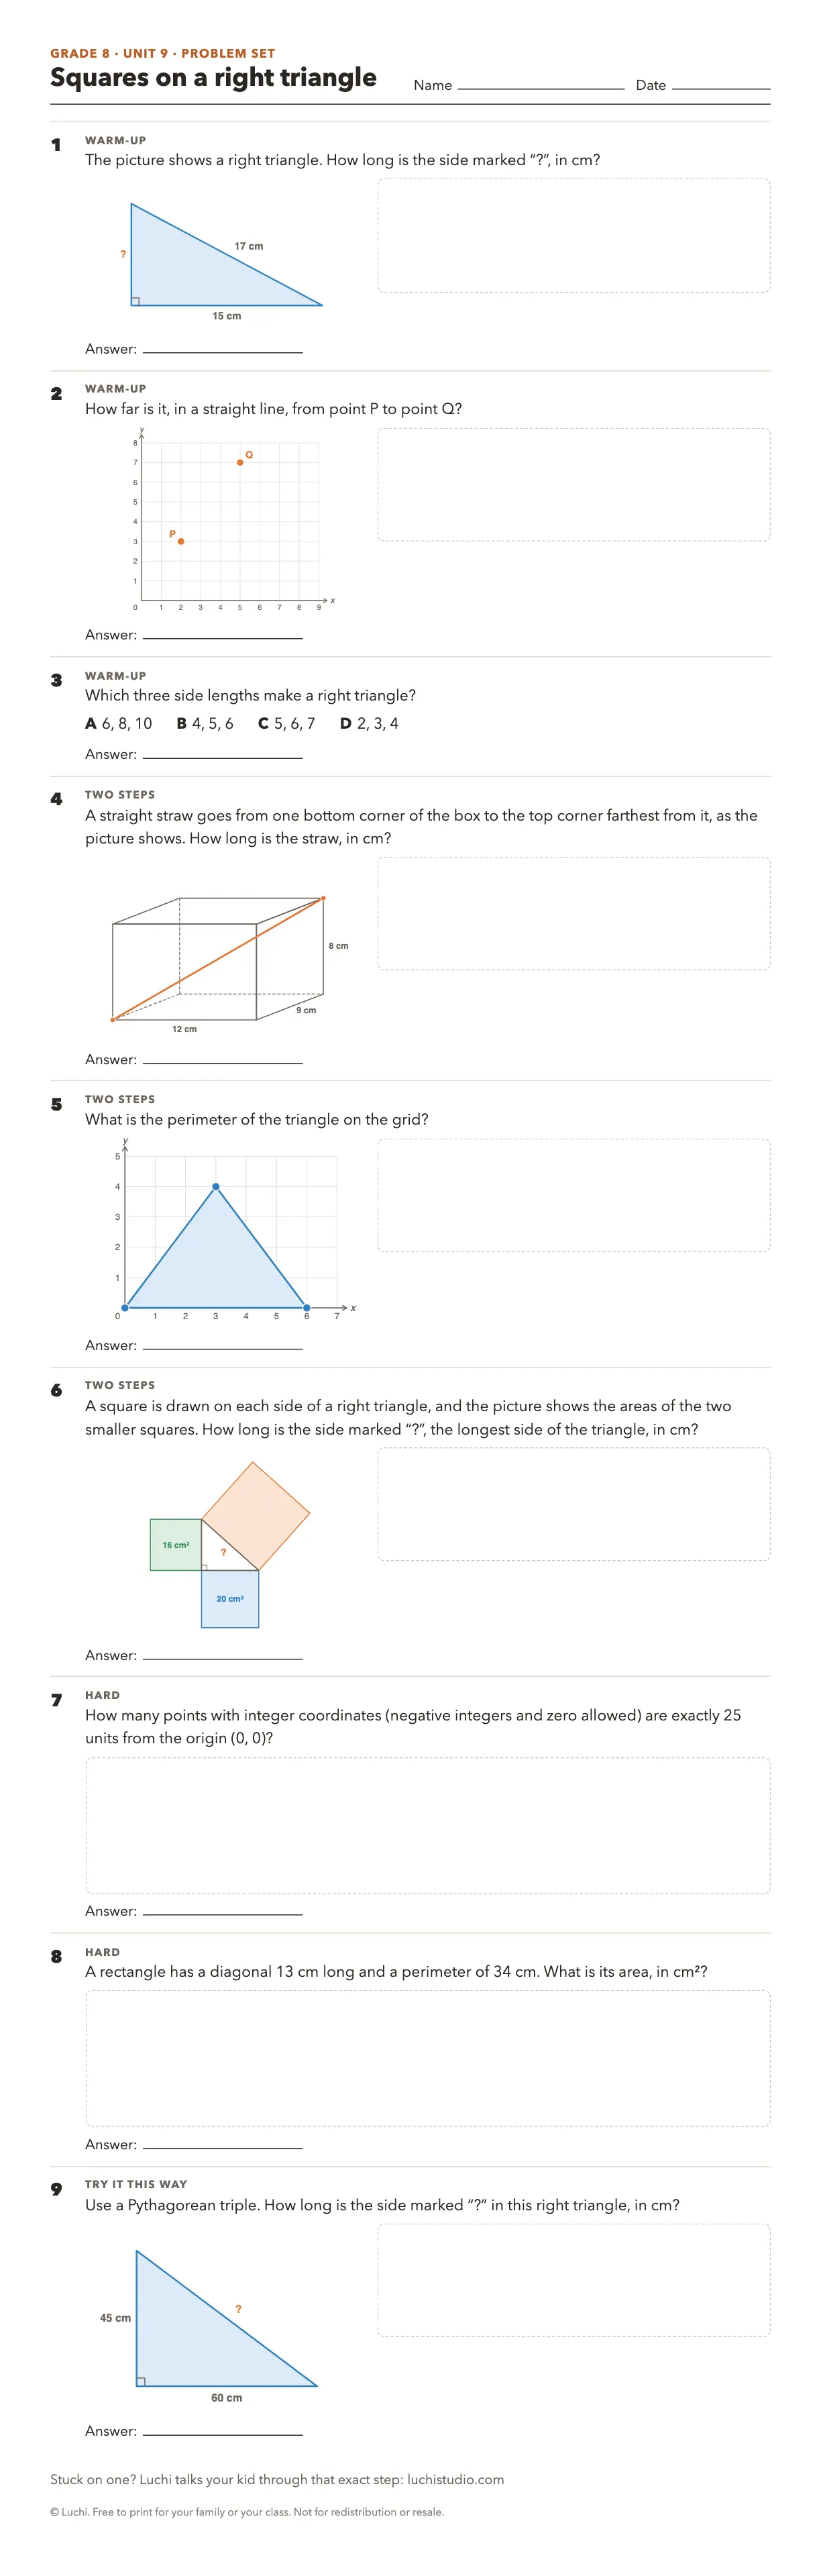 GRADE 8 · UNIT 9 · PROBLEM SET
Squares on a right triangle
Name
Date
1
WARM-UP
The picture shows a right triangle. How long is the side marked “?”, in cm?
17 cm
?
15 cm
Answer:
2
WARM-UP
How far is it, in a straight line, from point P to point Q?
y
8
7
6
5
4
3
2
1
0
1 2 3 4 5 6 7 8 9
x
Q
P
Answer:
3
WARM-UP
Which three side lengths make a right triangle?
A 6, 8, 10 B 4, 5, 6 C 5, 6, 7 D 2, 3, 4
Answer:
4
TWO STEPS
A straight straw goes from one bottom corner of the box to the top corner farthest from it, as the
picture shows. How long is the straw, in cm?
8 cm
9 cm
12 cm
Answer:
5
TWO STEPS
What is the perimeter of the triangle on the grid?
y
5
4
3
2
1
0 1 2 3 4 5 6 7
x
Answer:
6
TWO STEPS
A square is drawn on each side of a right triangle, and the picture shows the areas of the two
smaller squares. How long is the side marked “?”, the longest side of the triangle, in cm?
16 cm²
?
20 cm²
Answer:
7
HARD
How many points with integer coordinates (negative integers and zero allowed) are exactly 25
units from the origin (0, 0)?
Answer:
8
HARD
A rectangle has a diagonal 13 cm long and a perimeter of 34 cm. What is its area, in cm²?
Answer:
9
TRY IT THIS WAY
Use a Pythagorean triple. How long is the side marked “?” in this right triangle, in cm?
?
45 cm
60 cm
Answer:
Stuck on one? Luchi talks your kid through that exact step: luchistudio.com
© Luchi. Free to print for your family or your class. Not for redistribution or resale.